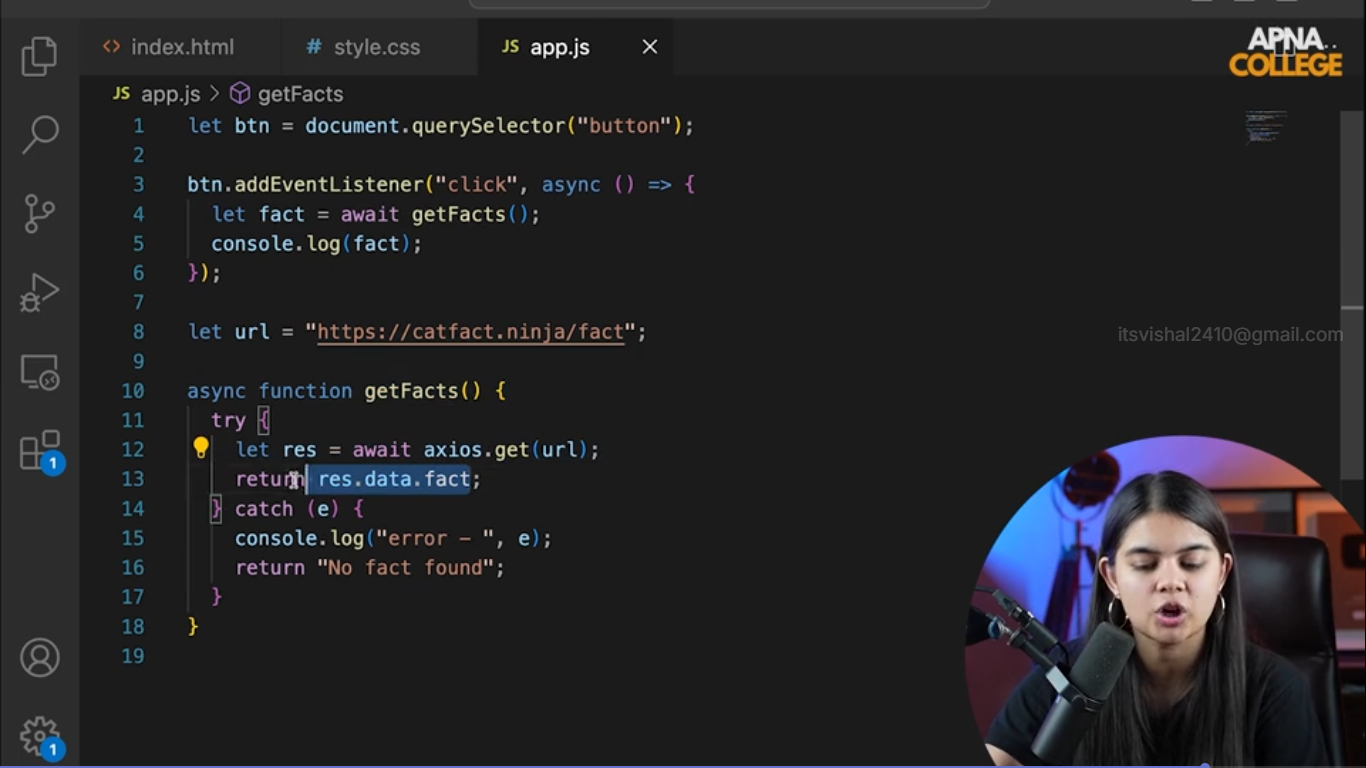 index.html
# style.css
JS app.js
APNA
COLLEGE
JS app.js > getFacts
1 let btn = document.querySelector("button");
2
3 btn.addEventListener("click", async () => {
4 let fact = await getFacts();
5 console.log(fact);
6 });
7
8 let url = "https://catfact.ninja/fact";
itsvishal2410@gmail.com
9
10 async function getFacts() {
11 try {
12 let res = await axios.get(url);
13 return res.data.fact;
14 } catch (e) {
15 console.log("error - ", e);
16 return "No fact found";
17 }
18 }
19
1
1